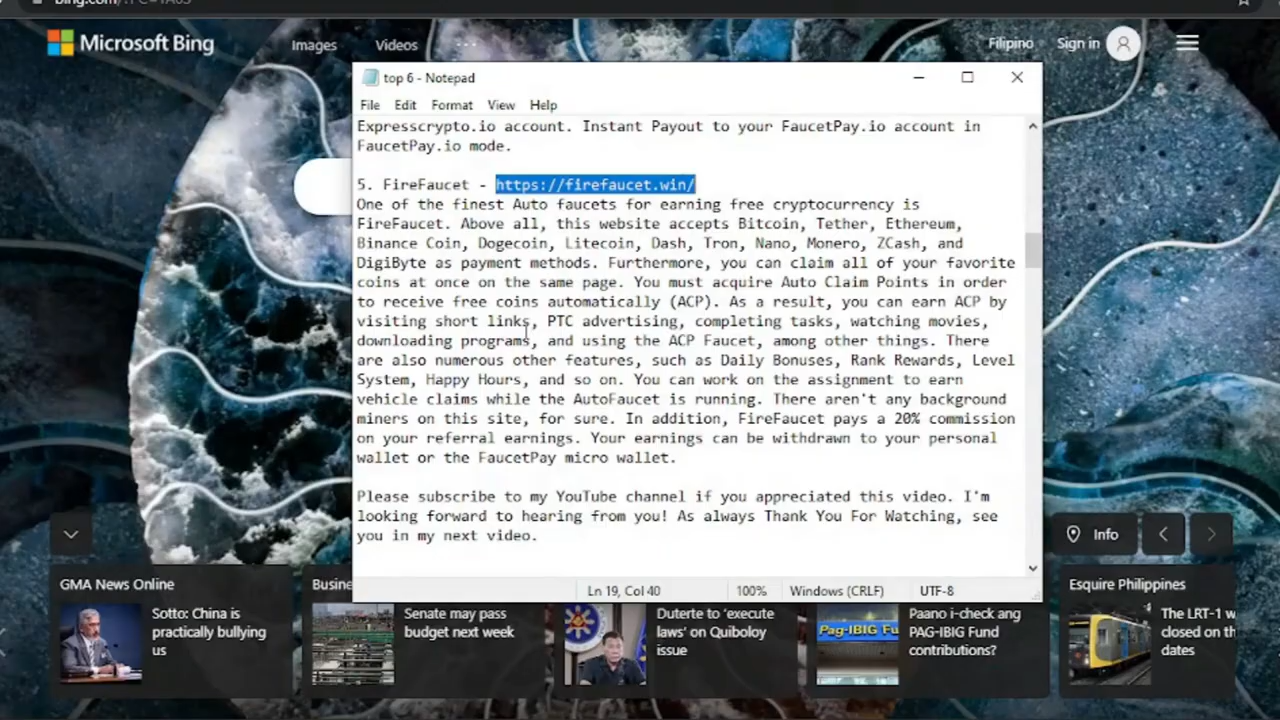 Microsoft Bing
Images
Videos
...
Filipino
Sign in
top 6 - Notepad
File
Edit
Format
View
Help
Expresscrypto.io account. Instant Payout to your FaucetPay.io account in
FaucetPay.io mode.
5. FireFaucet - https://firefaucet.win/
One of the finest Auto faucets for earning free cryptocurrency is
FireFaucet. Above all, this website accepts Bitcoin, Tether, Ethereum,
Binance Coin, Dogecoin, Litecoin, Dash, Tron, Nano, Monero, ZCash, and
DigiByte as payment methods. Furthermore, you can claim all of your favorite
coins at once on the same page. You must acquire Auto Claim Points in order
to receive free coins automatically (ACP). As a result, you can earn ACP by
visiting short links, PTC advertising, completing tasks, watching movies,
downloading programs, and using the ACP Faucet, among other things. There
are also numerous other features, such as Daily Bonuses, Rank Rewards, Level
System, Happy Hours, and so on. You can work on the assignment to earn
vehicle claims while the AutoFaucet is running. There aren't any background
miners on this site, for sure. In addition, FireFaucet pays a 20% commission
on your referral earnings. Your earnings can be withdrawn to your personal
wallet or the FaucetPay micro wallet.
Please subscribe to my YouTube channel if you appreciated this video. I'm
looking forward to hearing from you! As always Thank You For Watching, see
you in my next video.
Ln 19, Col 40
100%
Windows (CRLF)
UTF-8
Info
GMA News Online
Sotto: China is
practically bullying
us
Busine
Senate may pass
budget next week
Duterte to 'execute
laws' on Quiboloy
issue
Pag-IBIG Fu
Paano i-check ang
PAG-IBIG Fund
contributions?
Esquire Philippines
The LRT-1 w
closed on th
dates